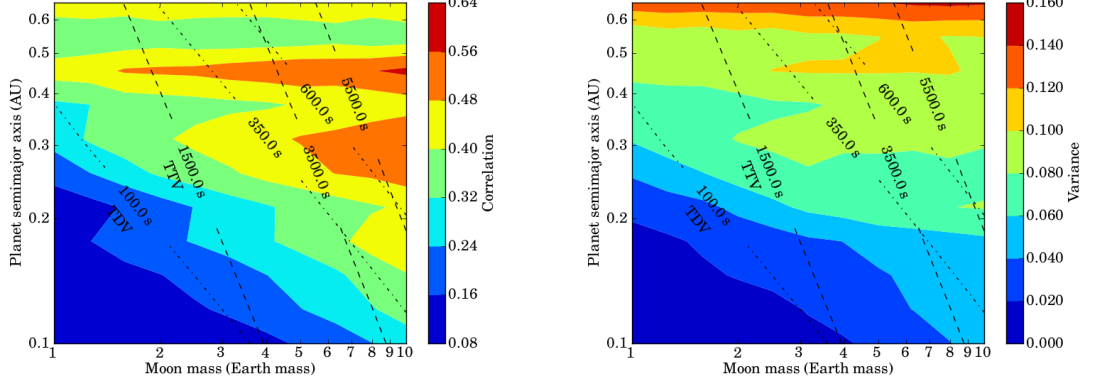 0.6
0.5
0.4
0.3
0.2
0.1
Planet semimajor axis (AU)
1
2
3
4
5
6
7
8
9
10
Moon mass (Earth mass)
100.0 s
TDV
1500.0 s
TTV
350.0 s
600.0 s
3500.0 s
5500.0 s
0.64
0.56
0.48
0.40
0.32
0.24
0.16
0.08
Correlation
0.6
0.5
0.4
0.3
0.2
0.1
Planet semimajor axis (AU)
1
2
3
4
5
6
7
8
9
10
Moon mass (Earth mass)
100.0 s
TDV
1500.0 s
TTV
350.0 s
600.0 s
3500.0 s
5500.0 s
0.160
0.140
0.120
0.100
0.080
0.060
0.040
0.020
0.000
Variance